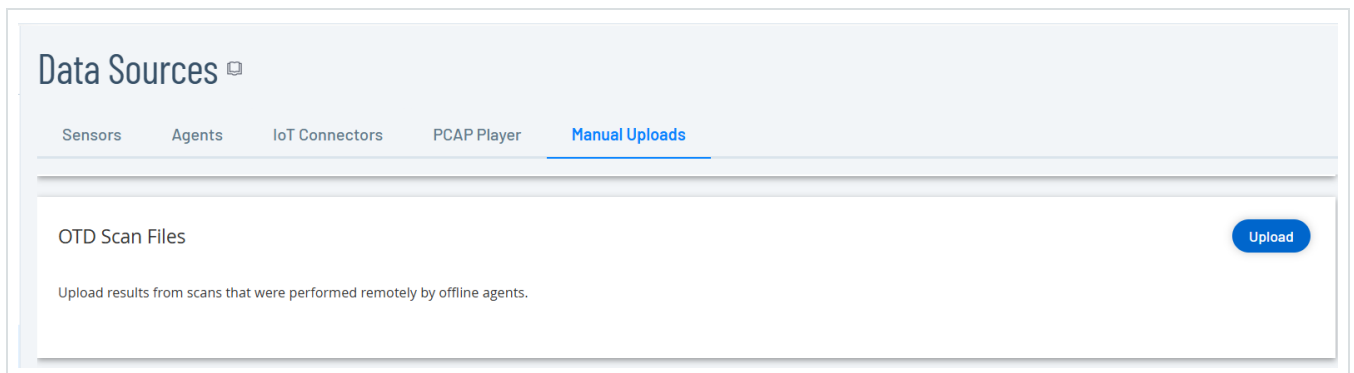 Data Sources
Sensors Agents IoT Connectors PCAP Player Manual Uploads
OTD Scan Files
Upload
Upload results from scans that were performed remotely by offline agents.